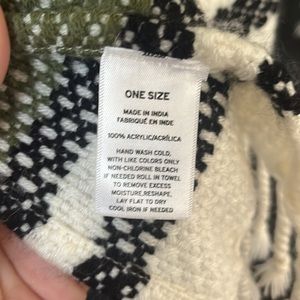 ONE SIZE
MADE IN INDIA
FABRIQUÉ EN INDE
100% ACRYLIC/ACRÍLICA
HAND WASH COLD,
WITH LIKE COLORS ONLY
NON-CHLORINE BLEACH
IF NEEDED ROLL IN TOWEL
TO REMOVE EXCESS
MOISTURE,RESHAPE,
LAY FLAT TO DRY
COOL IRON IF NEEDED